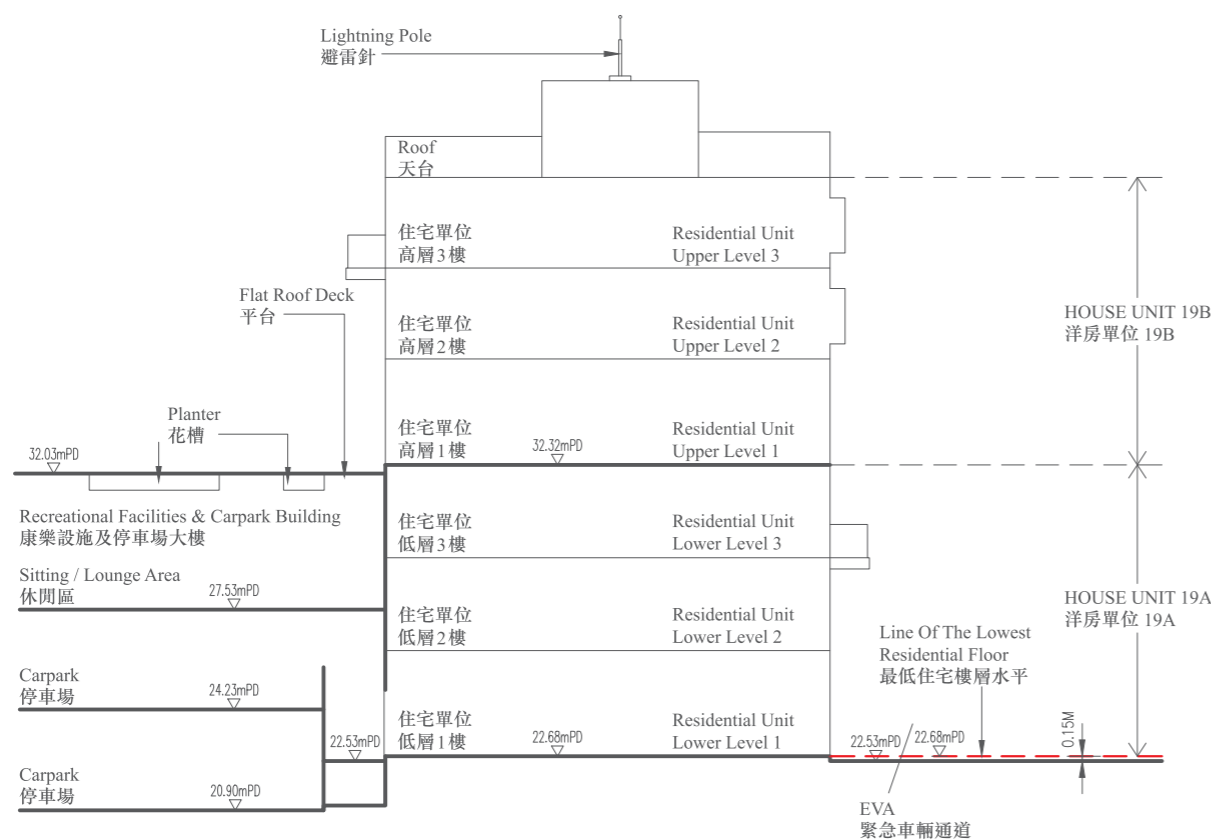 Lightning Pole
避雷針
Roof
天台
住宅單位
高層3樓
Residential Unit
Upper Level 3
Flat Roof Deck
平台
住宅單位
高層2樓
Residential Unit
Upper Level 2
HOUSE UNIT 19B
洋房單位 19B
Planter
花槽
32.03mPD
住宅單位
高層1樓
32.32mPD
Residential Unit
Upper Level 1
Recreational Facilities & Carpark Building
康樂設施及停車場大樓
住宅單位
低層3樓
Residential Unit
Lower Level 3
Sitting / Lounge Area
休閒區
27.53mPD
住宅單位
低層2樓
Residential Unit
Lower Level 2
HOUSE UNIT 19A
洋房單位 19A
Line Of The Lowest
Residential Floor
最低住宅樓層水平
Carpark
停車場
24.23mPD
22.53mPD
住宅單位
低層1樓
22.68mPD
Residential Unit
Lower Level 1
22.53mPD
22.68mPD
0.15M
Carpark
停車場
20.90mPD
EVA
緊急車輛通道